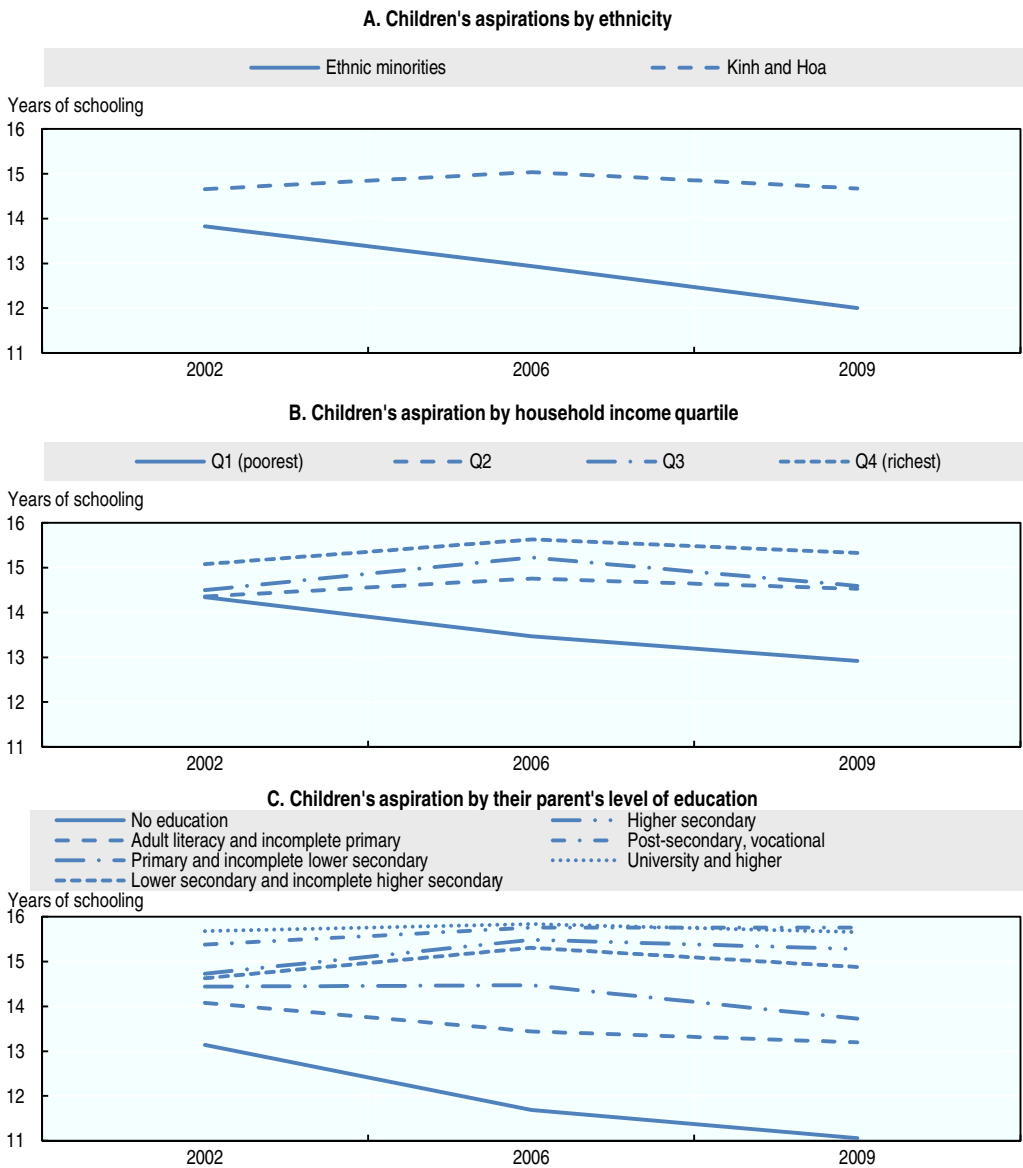 A. Children's aspirations by ethnicity
Ethnic minorities Kinh and Hoa
Years of schooling
16
15
14
13
12
11
2002 2006 2009
B. Children's aspiration by household income quartile
Q1 (poorest) Q2 Q3 Q4 (richest)
Years of schooling
16
15
14
13
12
11
2002 2006 2009
C. Children's aspiration by their parent's level of education
No education Higher secondary
Adult literacy and incomplete primary Post-secondary, vocational
Primary and incomplete lower secondary University and higher
Lower secondary and incomplete higher secondary
Years of schooling
16
15
14
13
12
11
2002 2006 2009